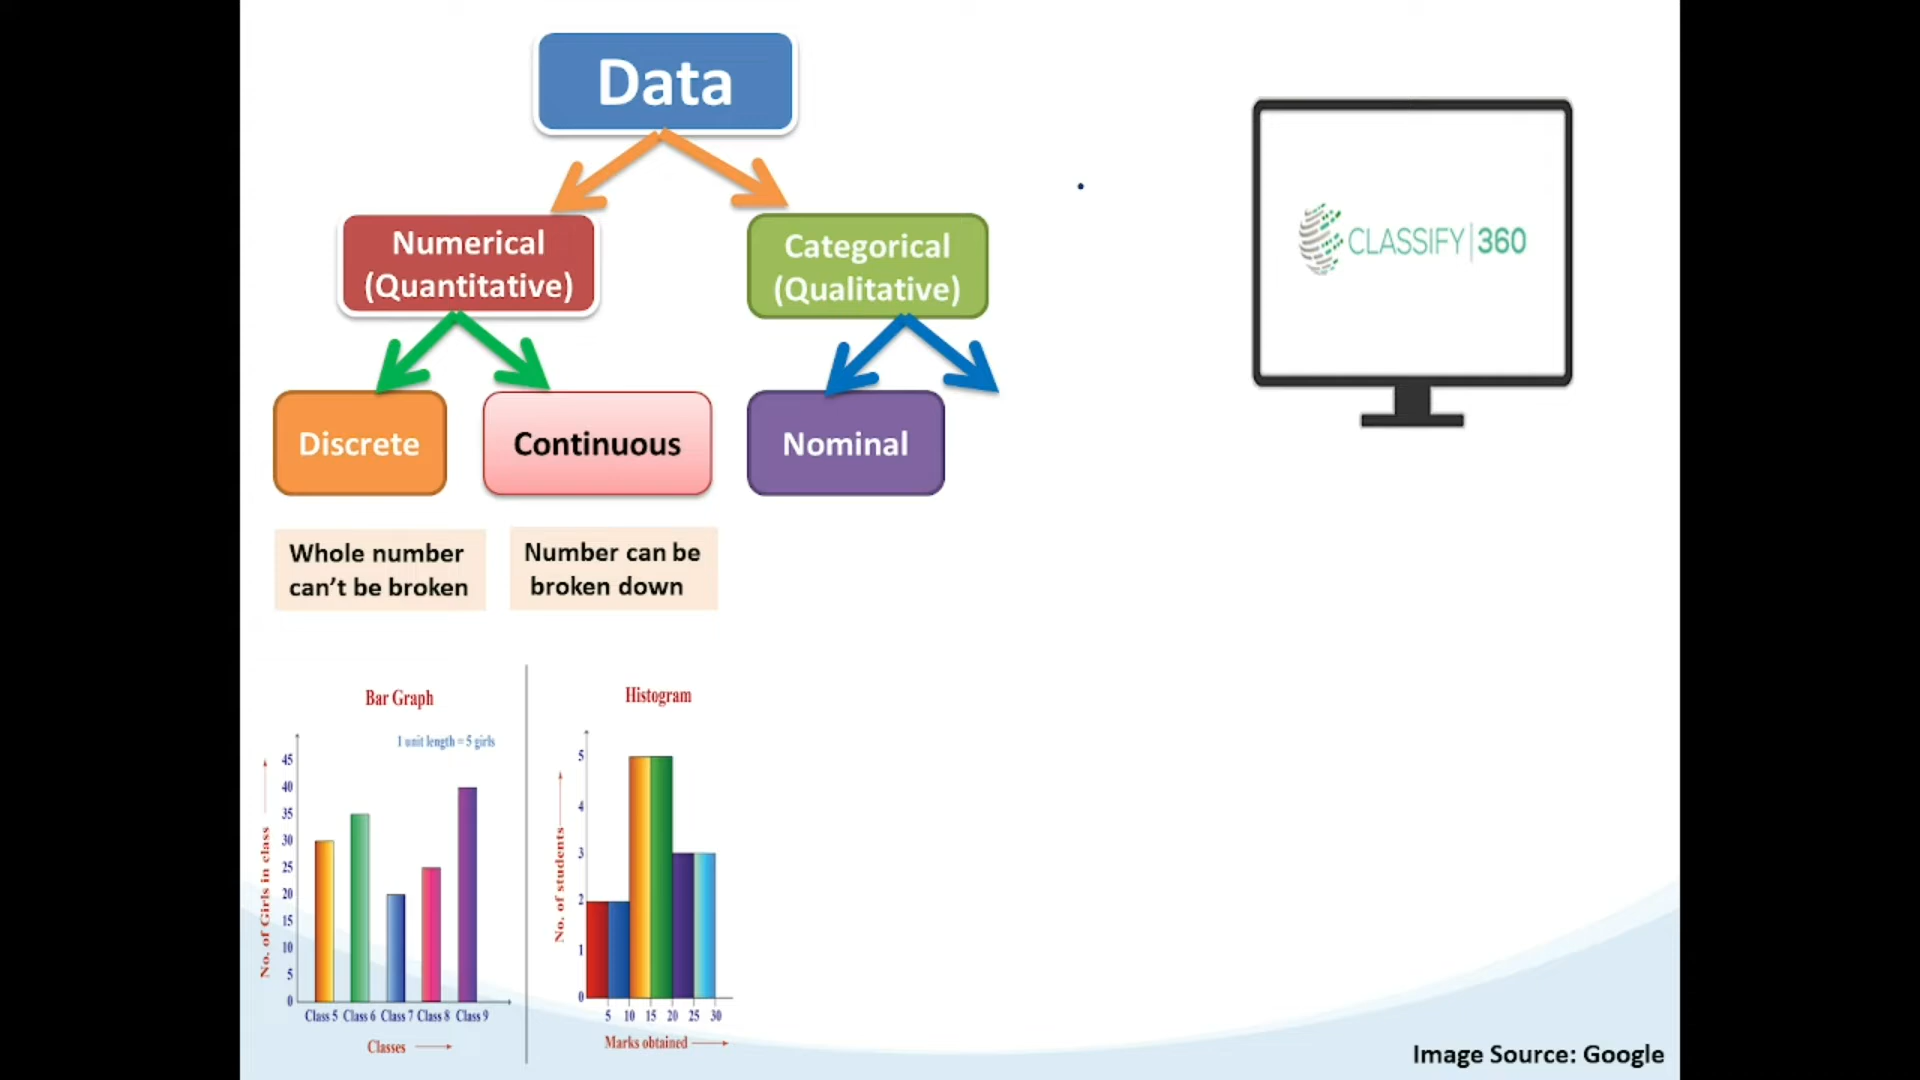 Data
Numerical
(Quantitative)
Categorical
(Qualitative)
CLASSIFY|360
Discrete
Continuous
Nominal
Whole number
can't be broken
Number can be
broken down
Bar Graph
1 unit length = 5 girls
No. of Girls in class
45
40
35
30
25
20
15
10
5
0
Class 5 Class 6 Class 7 Class 8 Class 9
Classes
Histogram
No. of students
5
4
3
2
1
0
5 10 15 20 25 30
Marks obtained
Image Source: Google